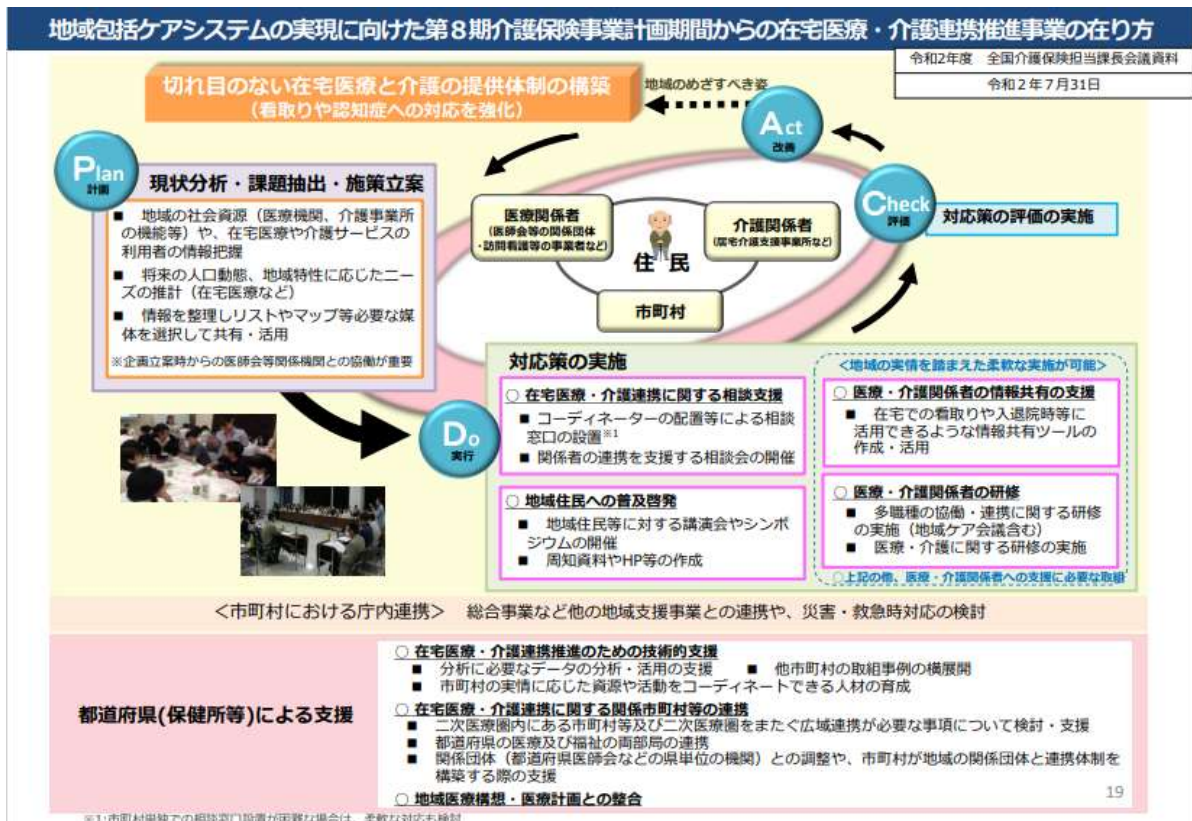 地域包括ケアシステムの実現に向けた第８期介護保険事業計画期間からの在宅医療・介護連携推進事業の在り方
令和2年度　全国介護保険担当課長会議資料
令和２年７月31日
切れ目のない在宅医療と介護の提供体制の構築
（看取りや認知症への対応を強化）
地域のめざすべき姿
Act
改善
Plan
計画
現状分析・課題抽出・施策立案
■　地域の社会資源（医療機関、介護事業所
の機能等）や、在宅医療や介護サービスの
利用者の情報把握
■　将来の人口動態、地域特性に応じたニー
ズの推計（在宅医療など）
■　情報を整理しリストやマップ等必要な媒
体を選択して共有・活用
※企画立案時からの医師会等関係機関との協働が重要
医療関係者
（医師会等の関係団体
・訪問看護等の事業者など）
介護関係者
（居宅介護支援事業所など）
住　民
市町村
Check
評価
対応策の評価の実施
Do
実行
対応策の実施
○ 在宅医療・介護連携に関する相談支援
■ コーディネーターの配置等による相談
窓口の設置※1
■ 関係者の連携を支援する相談会の開催
○ 地域住民への普及啓発
■　地域住民等に対する講演会やシンポ
ジウムの開催
■　周知資料やHP等の作成
＜地域の実情を踏まえた柔軟な実施が可能＞
○ 医療・介護関係者の情報共有の支援
■　在宅での看取りや入退院時等に
活用できるような情報共有ツールの
作成・活用
○ 医療・介護関係者の研修
■　多職種の協働・連携に関する研修
の実施（地域ケア会議含む）
■　医療・介護に関する研修の実施
○上記の他、医療・介護関係者への支援に必要な取組
＜市町村における庁内連携＞　総合事業など他の地域支援事業との連携や、災害・救急時対応の検討
都道府県(保健所等)による支援
○ 在宅医療・介護連携推進のための技術的支援
■　分析に必要なデータの分析・活用の支援　■　他市町村の取組事例の横展開
■　市町村の実情に応じた資源や活動をコーディネートできる人材の育成
○ 在宅医療・介護連携に関する関係市町村等の連携
■　二次医療圏内にある市町村等及び二次医療圏をまたぐ広域連携が必要な事項について検討・支援
■　都道府県の医療及び福祉の両部局の連携
■　関係団体（都道府県医師会などの県単位の機関）との調整や、市町村が地域の関係団体と連携体制を
構築する際の支援
○ 地域医療構想・医療計画との整合
19
※1:市町村単独での相談窓口設置が困難な場合は、柔軟な対応も検討